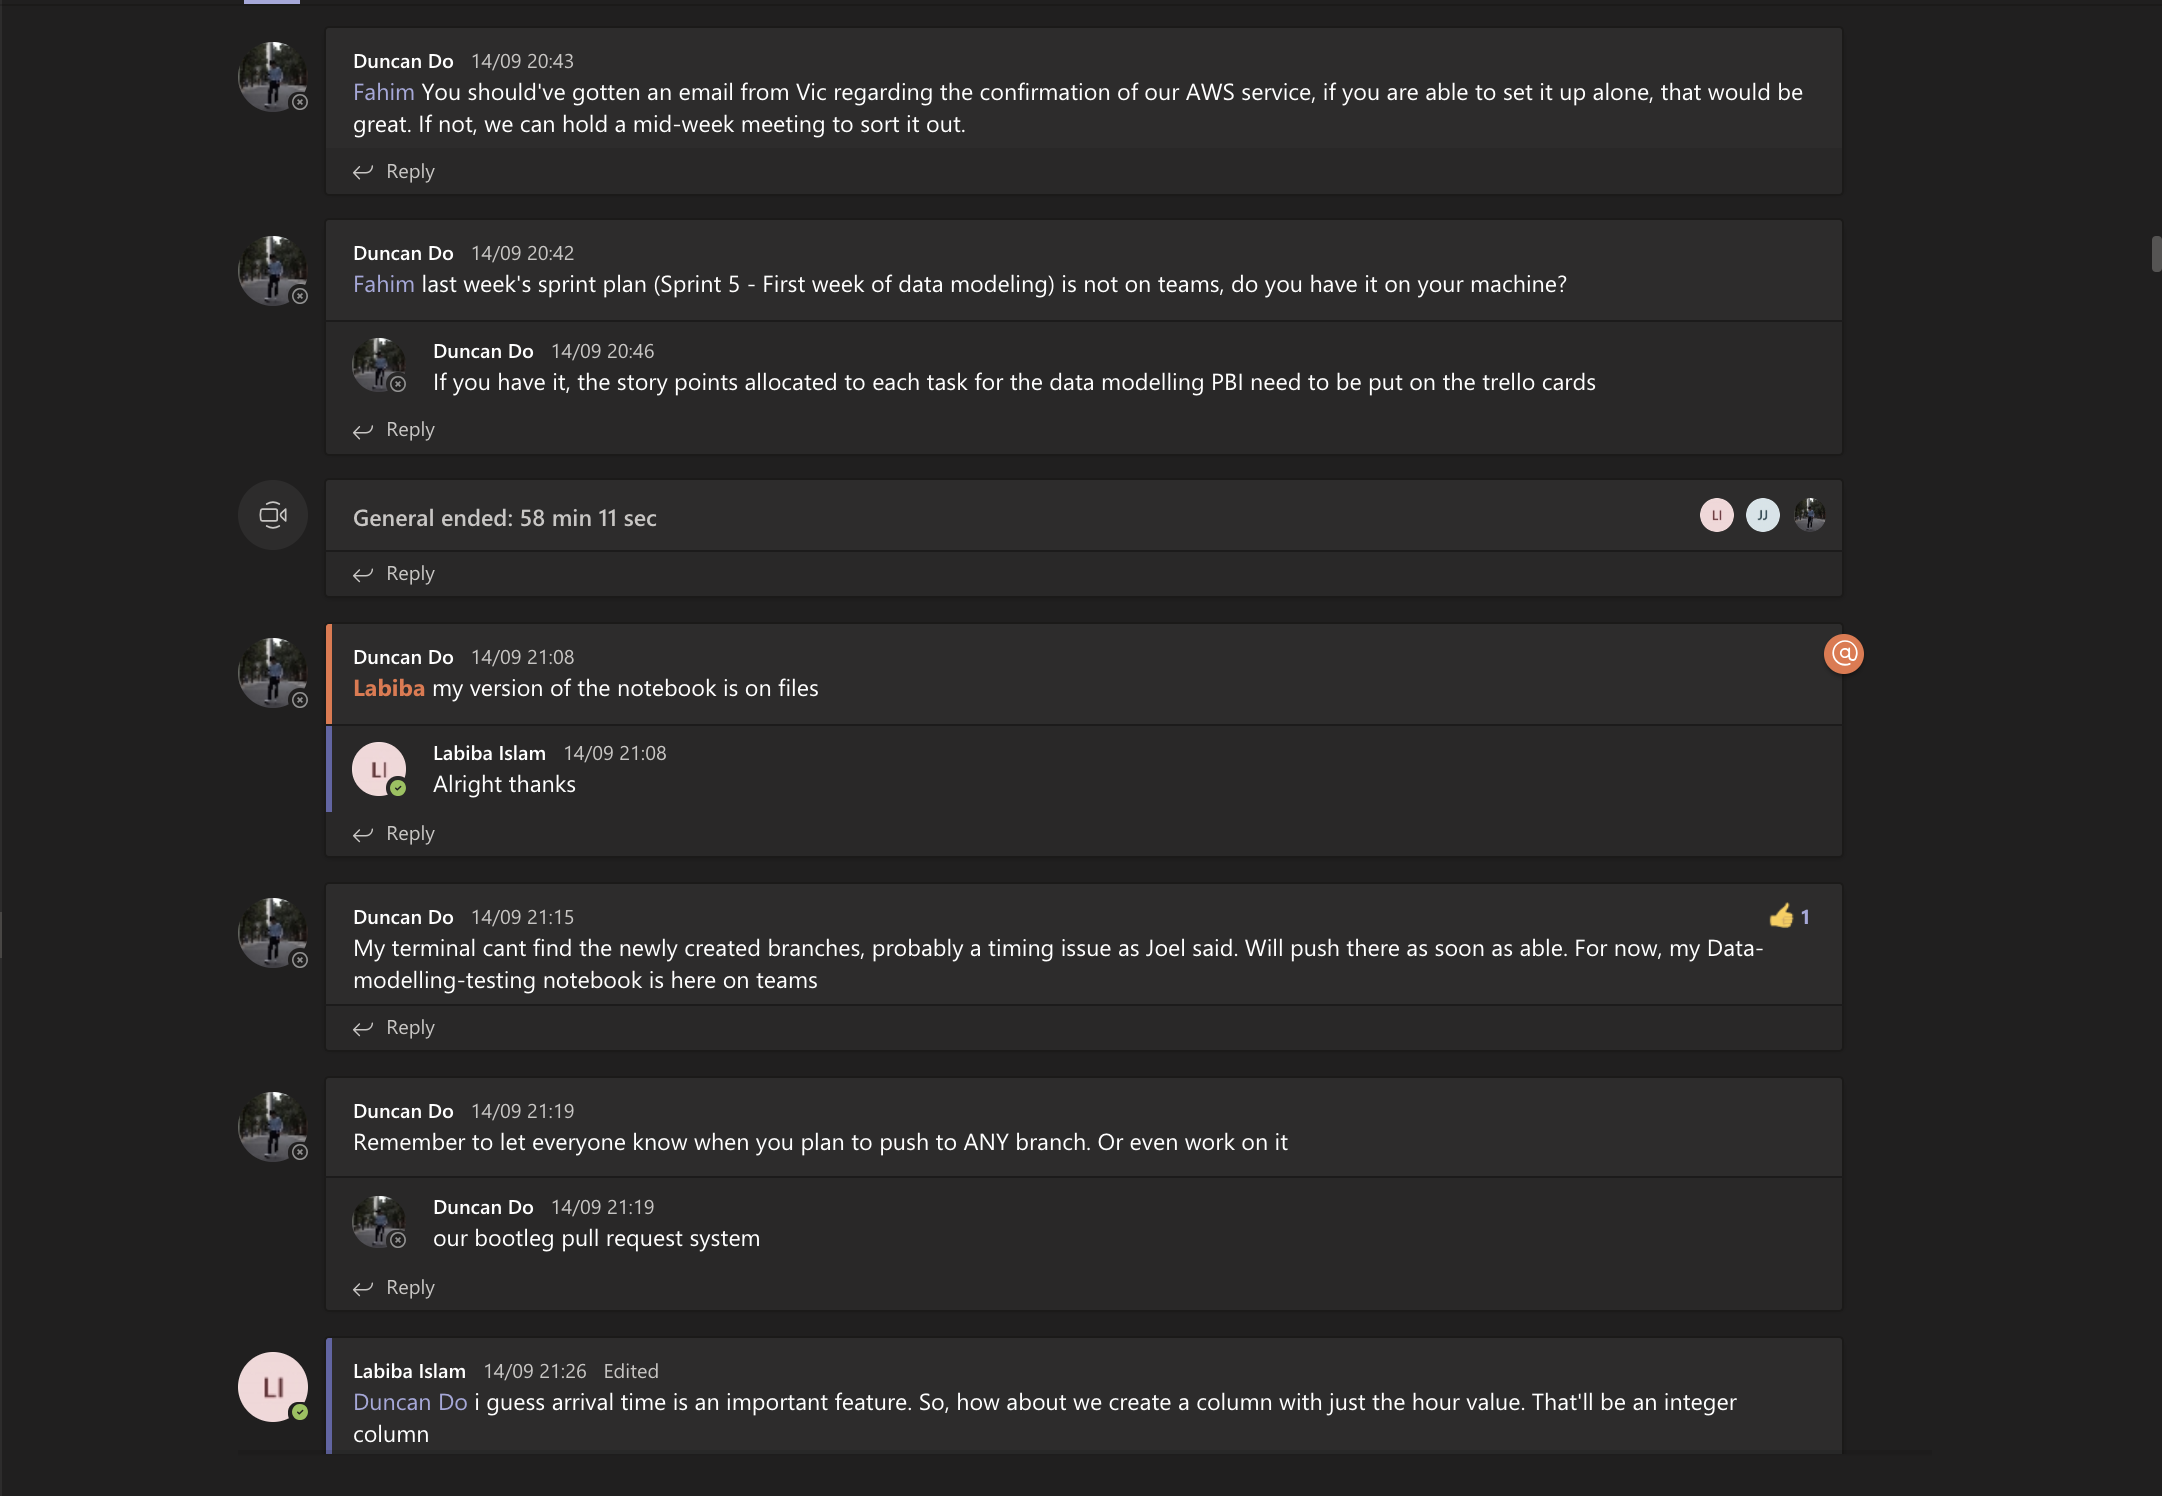 Duncan Do 14/09 20:43
Fahim You should've gotten an email from Vic regarding the confirmation of our AWS service, if you are able to set it up alone, that would be
great. If not, we can hold a mid-week meeting to sort it out.
Reply
Duncan Do 14/09 20:42
Fahim last week's sprint plan (Sprint 5 - First week of data modeling) is not on teams, do you have it on your machine?
Duncan Do 14/09 20:46
If you have it, the story points allocated to each task for the data modelling PBI need to be put on the trello cards
Reply
General ended: 58 min 11 sec
LI JJ
Reply
Duncan Do 14/09 21:08
@
Labiba my version of the notebook is on files
Labiba Islam 14/09 21:08
LI
Alright thanks
Reply
Duncan Do 14/09 21:15
👍 1
My terminal cant find the newly created branches, probably a timing issue as Joel said. Will push there as soon as able. For now, my Data-
modelling-testing notebook is here on teams
Reply
Duncan Do 14/09 21:19
Remember to let everyone know when you plan to push to ANY branch. Or even work on it
Duncan Do 14/09 21:19
our bootleg pull request system
Reply
Labiba Islam 14/09 21:26 Edited
LI
Duncan Do i guess arrival time is an important feature. So, how about we create a column with just the hour value. That'll be an integer
column